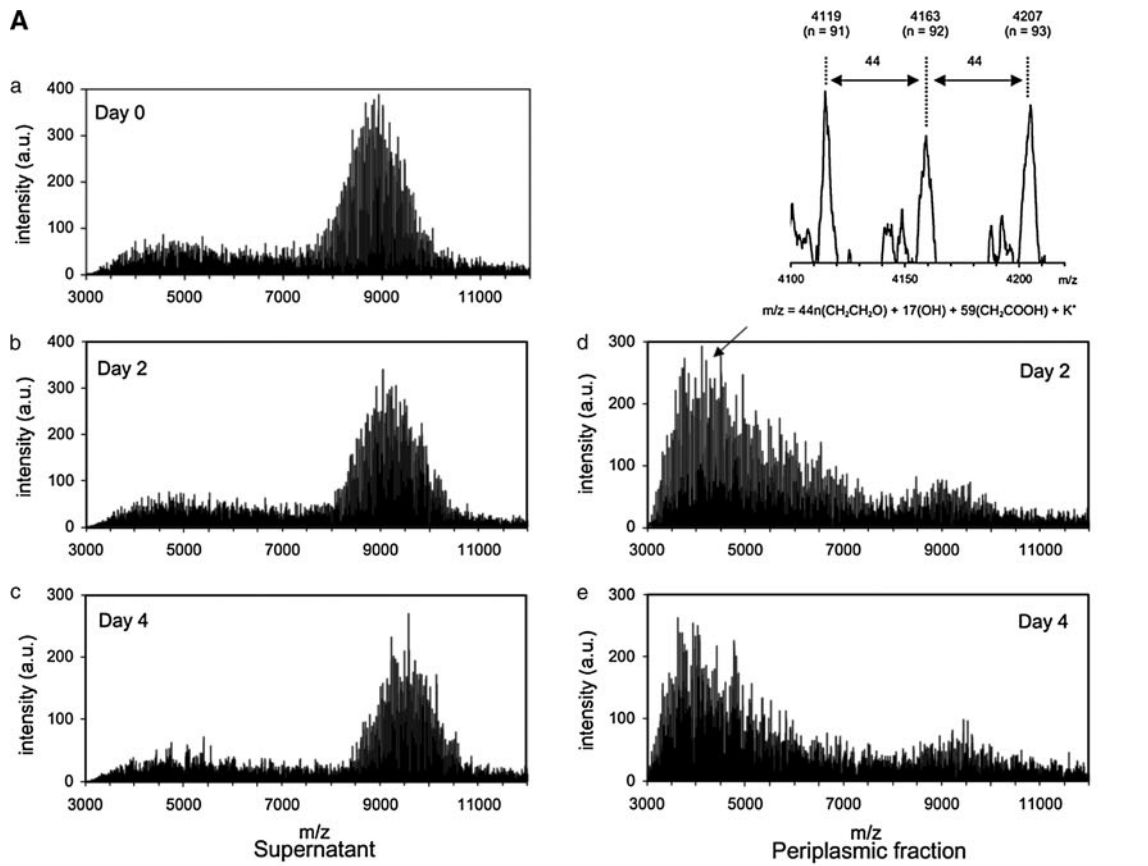 A
4119 4163 4207
(n = 91) (n = 92) (n = 93)
44 44
4100 4150 4200 m/z
m/z = 44n(CH₂CH₂O) + 17(OH) + 59(CH₂COOH) + K⁺
a
Day 0
intensity (a.u.)
400
300
200
100
0
3000 5000 7000 9000 11000
b
Day 2
intensity (a.u.)
400
300
200
100
0
3000 5000 7000 9000 11000
d
Day 2
intensity (a.u.)
300
200
100
0
3000 5000 7000 9000 11000
c
Day 4
intensity (a.u.)
300
200
100
0
3000 5000 7000 9000 11000
m/z
Supernatant
e
Day 4
intensity (a.u.)
300
200
100
0
3000 5000 7000 9000 11000
m/z
Periplasmic fraction